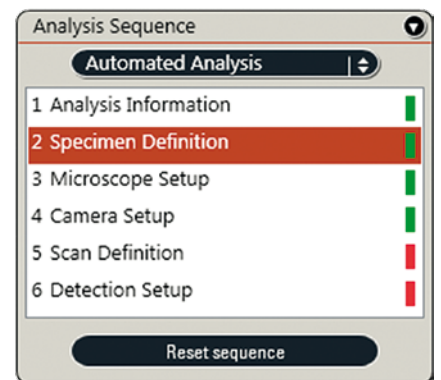 Analysis Sequence
Automated Analysis
1 Analysis Information
2 Specimen Definition
3 Microscope Setup
4 Camera Setup
5 Scan Definition
6 Detection Setup
Reset sequence